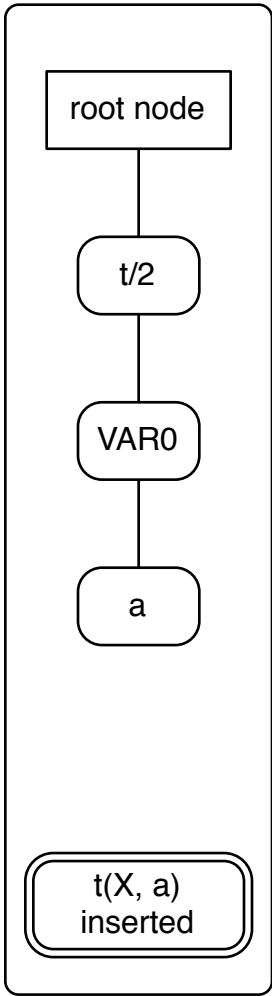 root node
t/2
VAR0
a
t(X, a)
inserted